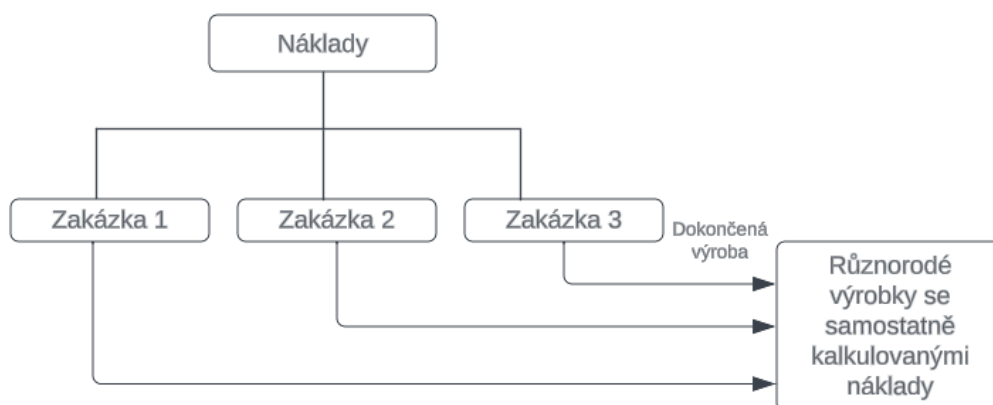 Náklady
Zakázka 1
Zakázka 2
Zakázka 3
Dokončená
výroba
Různorodé
výrobky se
samostatně
kalkulovanými
náklady